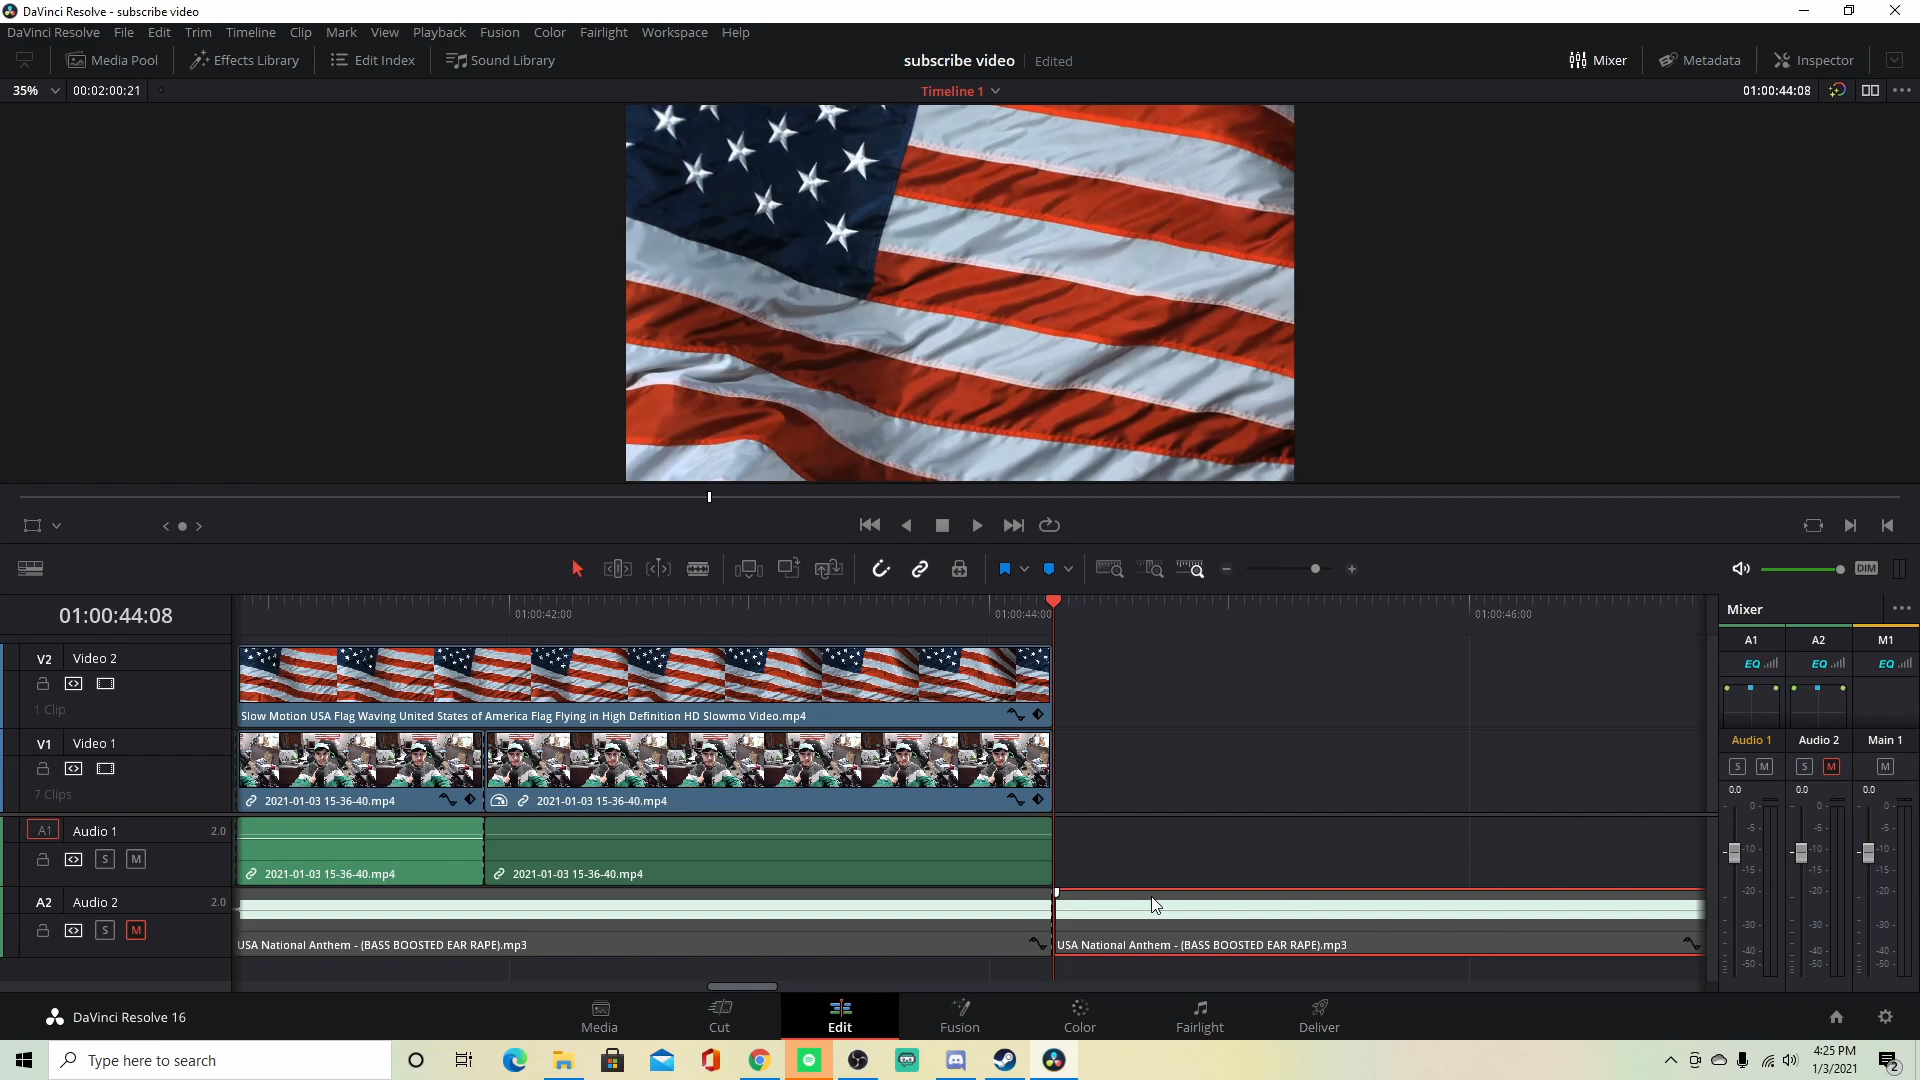 DaVinci Resolve - subscribe video
DaVinci Resolve File Edit Trim Timeline Clip Mark View Playback Fusion Color Fairlight Workspace Help
Media Pool Effects Library Edit Index Sound Library subscribe video Edited Mixer Metadata Inspector
35% 00:02:00:21 Timeline 1 01:00:44:08
DIM
01:00:44:08 01:00:42:00 01:00:44:00 01:00:46:00 Mixer
A1 A2 M1
V2 Video 2
EQ EQ EQ
1 Clip
Slow Motion USA Flag Waving United States of America Flag Flying in High Definition HD Slowmo Video.mp4
V1 Video 1
Audio 1 Audio 2 Main 1
S M S M M
7 Clips
0.0 0.0 0.0
2021-01-03 15-36-40.mp4 2021-01-03 15-36-40.mp4
A1 Audio 1 2.0
S M
2021-01-03 15-36-40.mp4 2021-01-03 15-36-40.mp4
A2 Audio 2 2.0
S M
USA National Anthem - (BASS BOOSTED EAR RAPE).mp3 USA National Anthem - (BASS BOOSTED EAR RAPE).mp3
0 0 0
-5 -5 -5
-10 -10 -10
-15 -15 -15
-20 -20 -20
-30 -30 -30
-40 -40 -40
-50 -50 -50
DaVinci Resolve 16
Media Cut Edit Fusion Color Fairlight Deliver
Type here to search
4:25 PM
1/3/2021
2